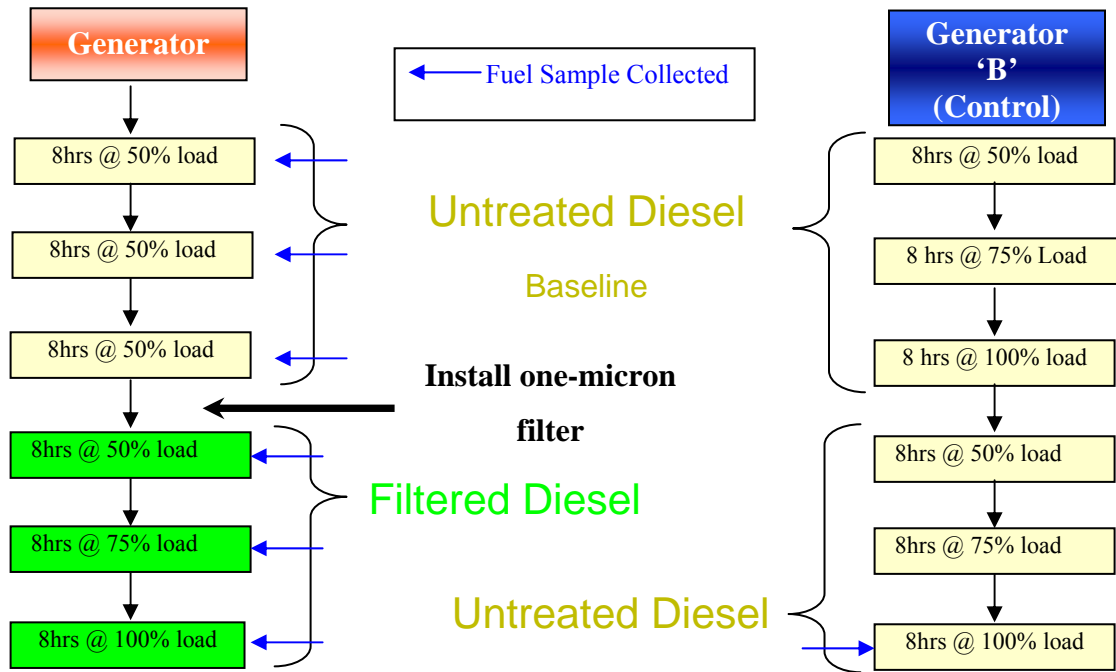 Generator
Fuel Sample Collected
Generator
‘B’
(Control)
8hrs @ 50% load
8hrs @ 50% load
8hrs @ 50% load
Untreated Diesel
Baseline
8hrs @ 50% load
8 hrs @ 75% Load
8 hrs @ 100% load
Install one-micron
filter
8hrs @ 50% load
8hrs @ 75% load
8hrs @ 100% load
Filtered Diesel
Untreated Diesel
8hrs @ 50% load
8hrs @ 75% load
8hrs @ 100% load